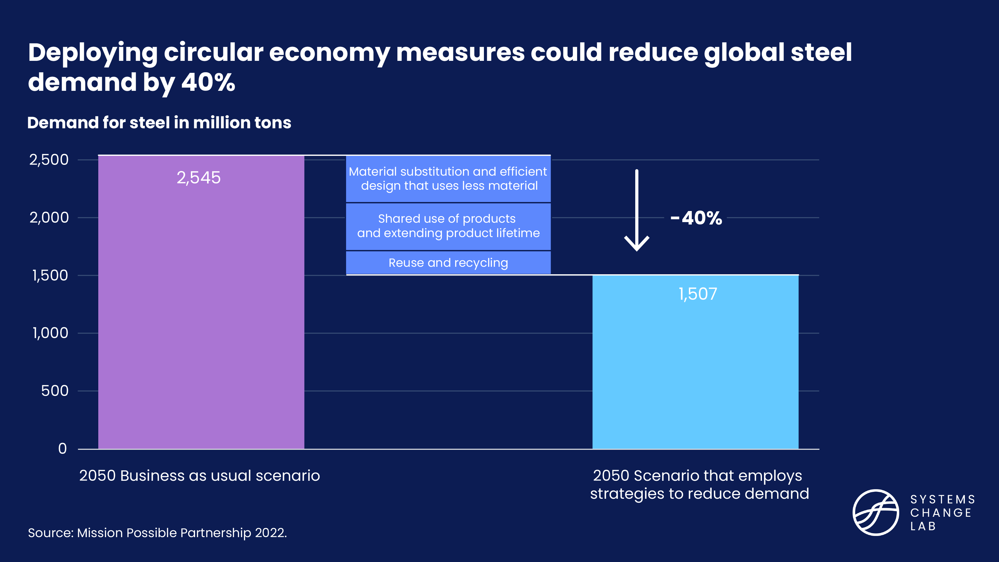 Deploying circular economy measures could reduce global steel
demand by 40%
Demand for steel in million tons
2,500
2,000
1,500
1,000
500
0
2,545
Material substitution and efficient
design that uses less material
Shared use of products
and extending product lifetime
Reuse and recycling
-40%
1,507
2050 Business as usual scenario
2050 Scenario that employs
strategies to reduce demand
Source: Mission Possible Partnership 2022.
SYSTEMS
CHANGE
LAB